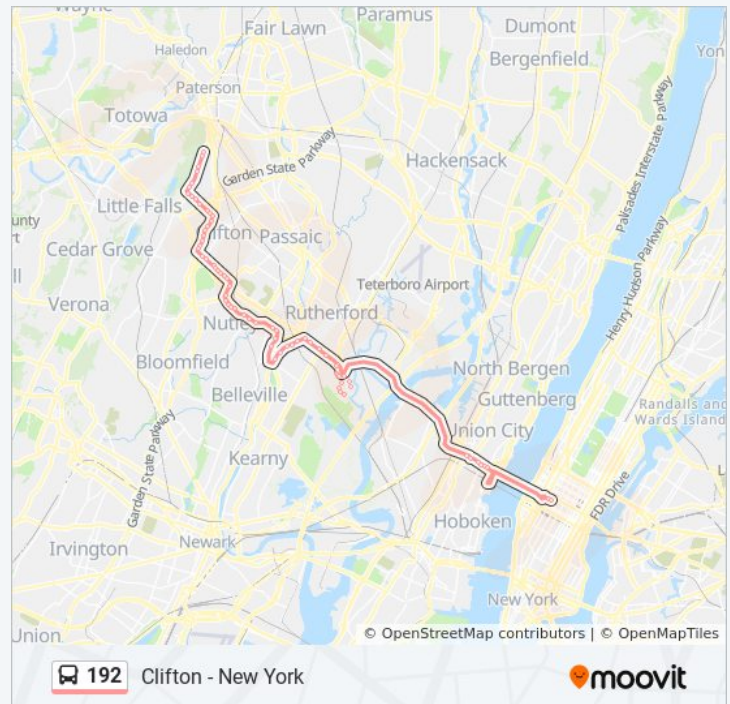 Wayne
Fair Lawn
Paramus
Dumont
Haledon
Bergenfield
Paterson
Totowa
Garden State Parkway
Hackensack
Palisades Interstate Parkway
Little Falls
Cedar Grove
Passaic
Henry Hudson Parkway
Teterboro Airport
Verona
Rutherford
Nutley
Bloomfield
North Bergen
Belleville
Guttenberg
Randalls and
Wards Island
Union City
Garden State Parkway
Kearny
FDR Drive
Hoboken
Newark
Irvington
New York
Union
© OpenStreetMap contributors | © OpenMapTiles
192 Clifton - New York
moovit